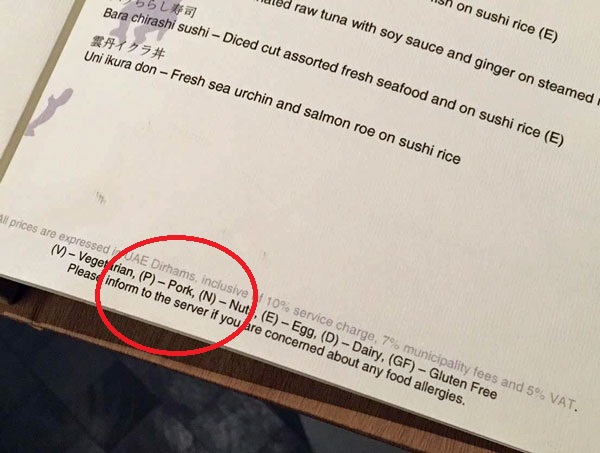 ちらし寿司
raw tuna with soy sauce and ginger on steamed
on sushi rice (E)
Bara chirashi sushi – Diced cut assorted fresh seafood and on sushi rice (E)
雲丹イクラ丼
Uni ikura don – Fresh sea urchin and salmon roe on sushi rice
All prices are expressed in UAE Dirhams, inclusive of 10% service charge, 7% municipality fees and 5% VAT.
(V) – Vegetarian, (P) – Pork, (N) – Nuts, (E) – Egg, (D) – Dairy, (GF) – Gluten Free
Please inform to the server if you are concerned about any food allergies.